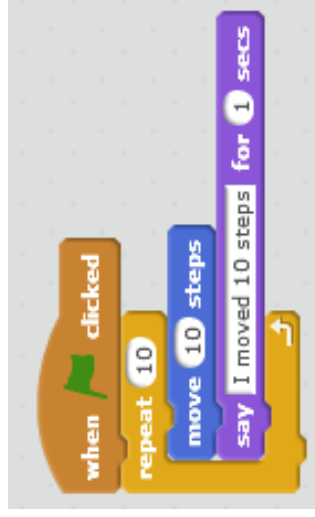 when clicked
repeat 10
move 10 steps
say I moved 10 steps for 1 secs